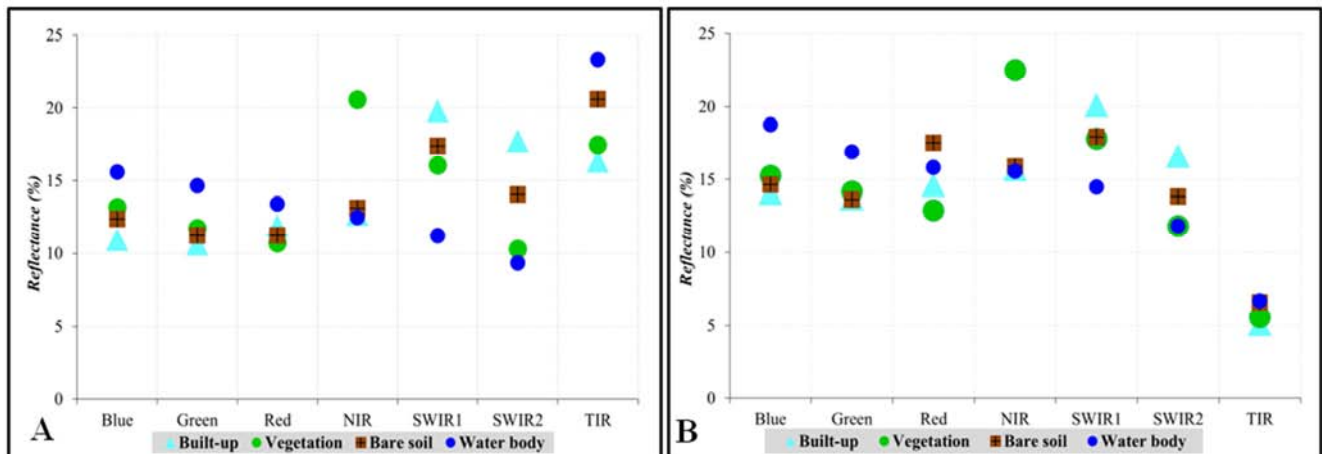 Reflectance (%)
25
20
15
10
5
0
Blue Green Red NIR SWIR1 SWIR2 TIR
A
Built-up Vegetation Bare soil Water body
Reflectance (%)
25
20
15
10
5
0
Blue Green Red NIR SWIR1 SWIR2 TIR
B
Built-up Vegetation Bare soil Water body